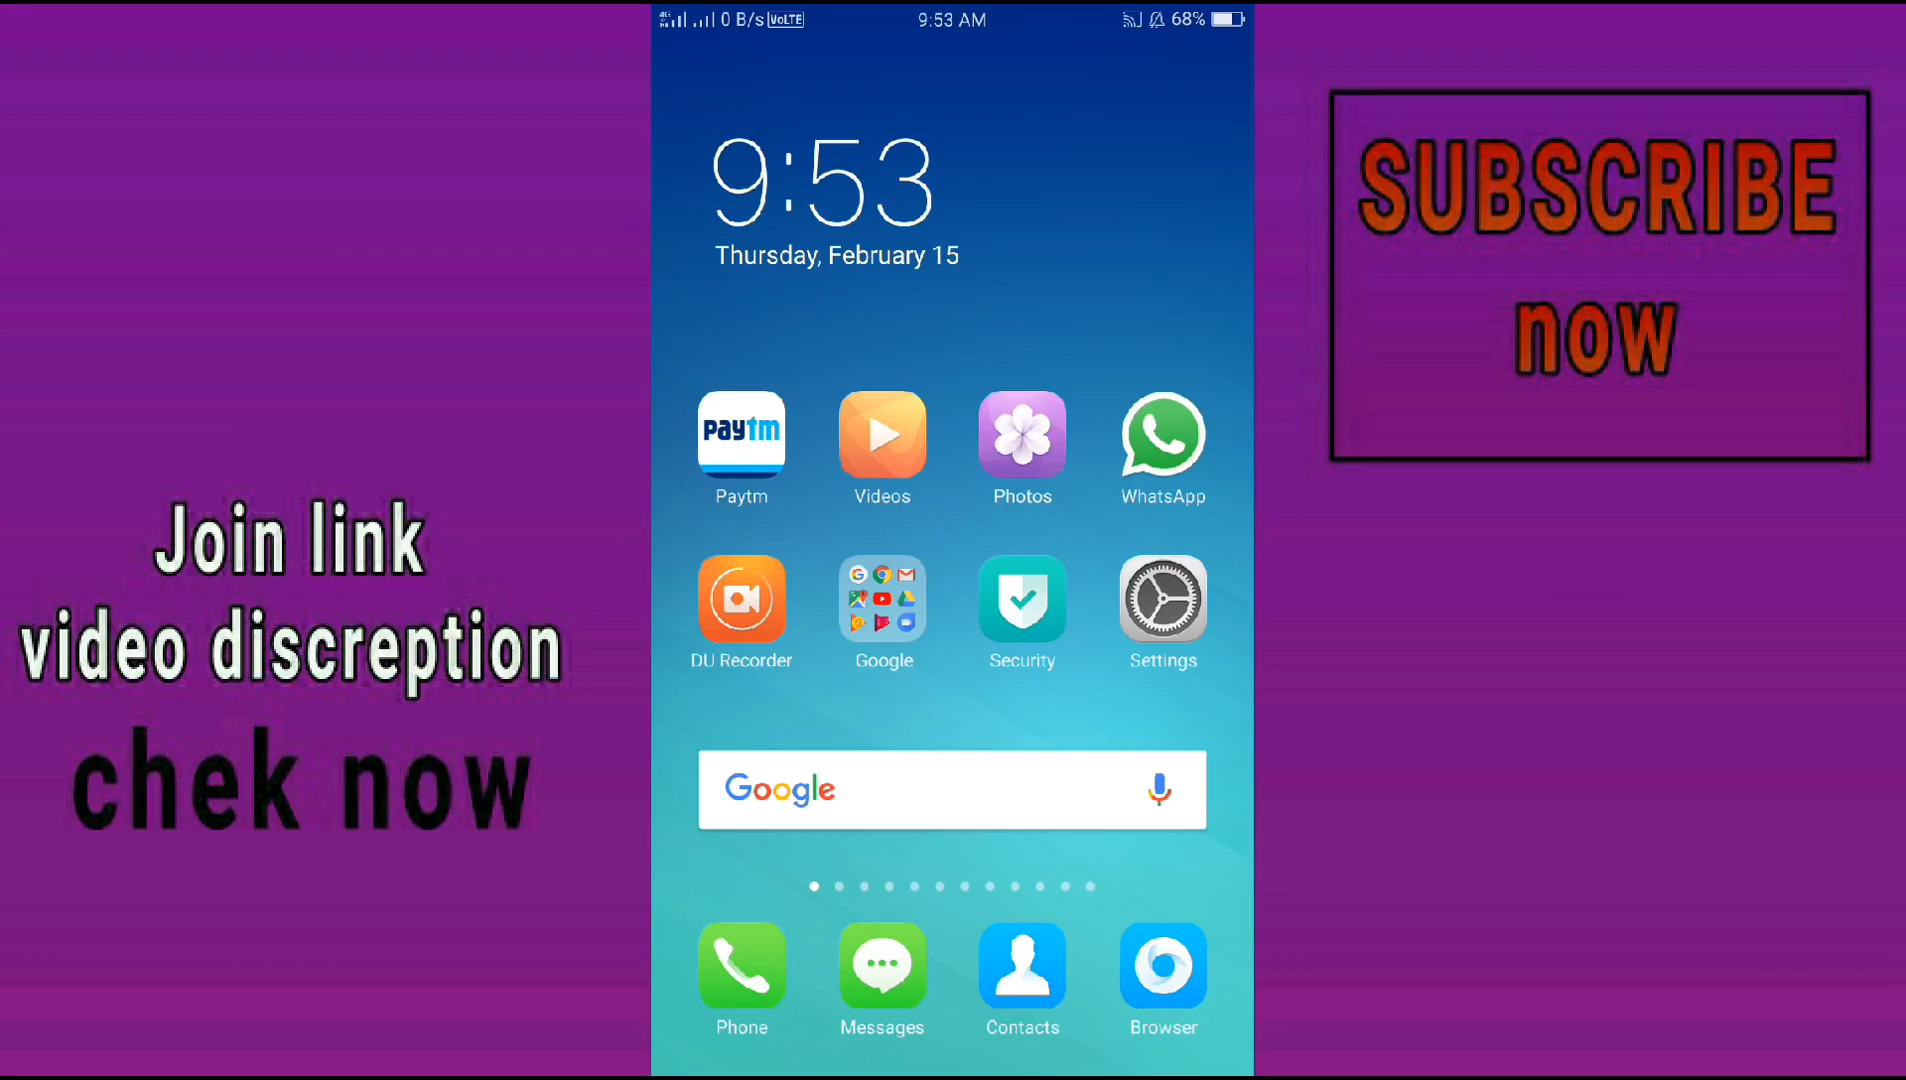 0 B/s VoLTE 9:53 AM 68%
9:53
Thursday, February 15
SUBSCRIBE
now
paytm
Paytm Videos Photos WhatsApp
Join link
video discreption
chek now
DU Recorder Google Security Settings
Google
Phone Messages Contacts Browser